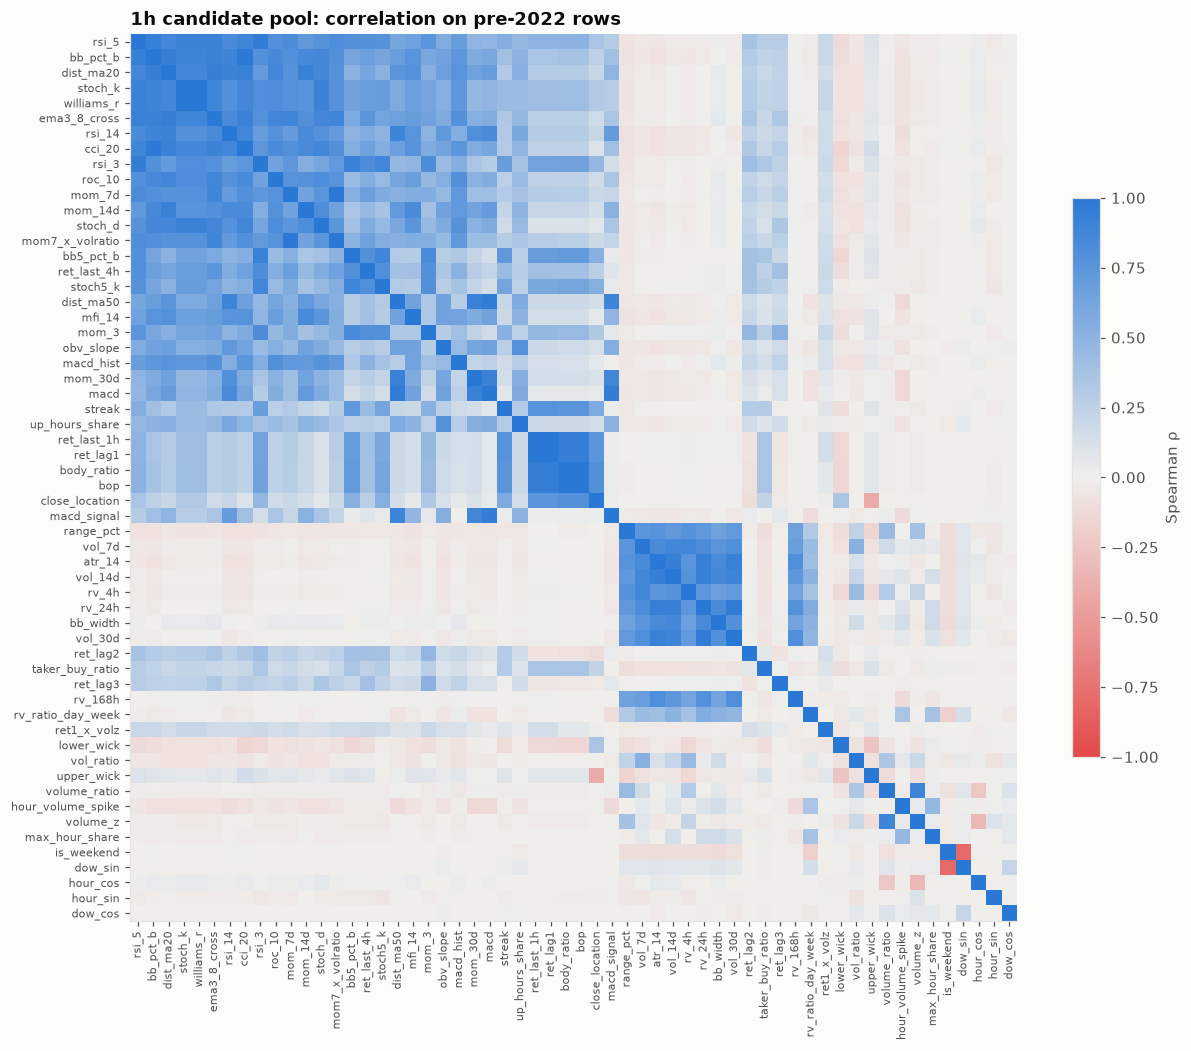 1h candidate pool: correlation on pre-2022 rows
rsi_5
bb_pct_b
dist_ma20
stoch_k
williams_r
ema3_8_cross
rsi_14
cci_20
rsi_3
roc_10
mom_7d
mom_14d
stoch_d
mom7_x_volratio
bb5_pct_b
ret_last_4h
stoch5_k
dist_ma50
mfi_14
mom_3
obv_slope
macd_hist
mom_30d
macd
streak
up_hours_share
ret_last_1h
ret_lag1
body_ratio
bop
close_location
macd_signal
range_pct
vol_7d
atr_14
vol_14d
rv_4h
rv_24h
bb_width
vol_30d
ret_lag2
taker_buy_ratio
ret_lag3
rv_168h
rv_ratio_day_week
ret1_x_volz
lower_wick
vol_ratio
upper_wick
volume_ratio
hour_volume_spike
volume_z
max_hour_share
is_weekend
dow_sin
hour_cos
hour_sin
dow_cos
rsi_5
bb_pct_b
dist_ma20
stoch_k
williams_r
ema3_8_cross
rsi_14
cci_20
rsi_3
roc_10
mom_7d
mom_14d
stoch_d
mom7_x_volratio
bb5_pct_b
ret_last_4h
stoch5_k
dist_ma50
mfi_14
mom_3
obv_slope
macd_hist
mom_30d
macd
streak
up_hours_share
ret_last_1h
ret_lag1
body_ratio
bop
close_location
macd_signal
range_pct
vol_7d
atr_14
vol_14d
rv_4h
rv_24h
bb_width
vol_30d
ret_lag2
taker_buy_ratio
ret_lag3
rv_168h
rv_ratio_day_week
ret1_x_volz
lower_wick
vol_ratio
upper_wick
volume_ratio
hour_volume_spike
volume_z
max_hour_share
is_weekend
dow_sin
hour_cos
hour_sin
dow_cos
1.00
0.75
0.50
0.25
0.00
−0.25
−0.50
−0.75
−1.00
Spearman ρ